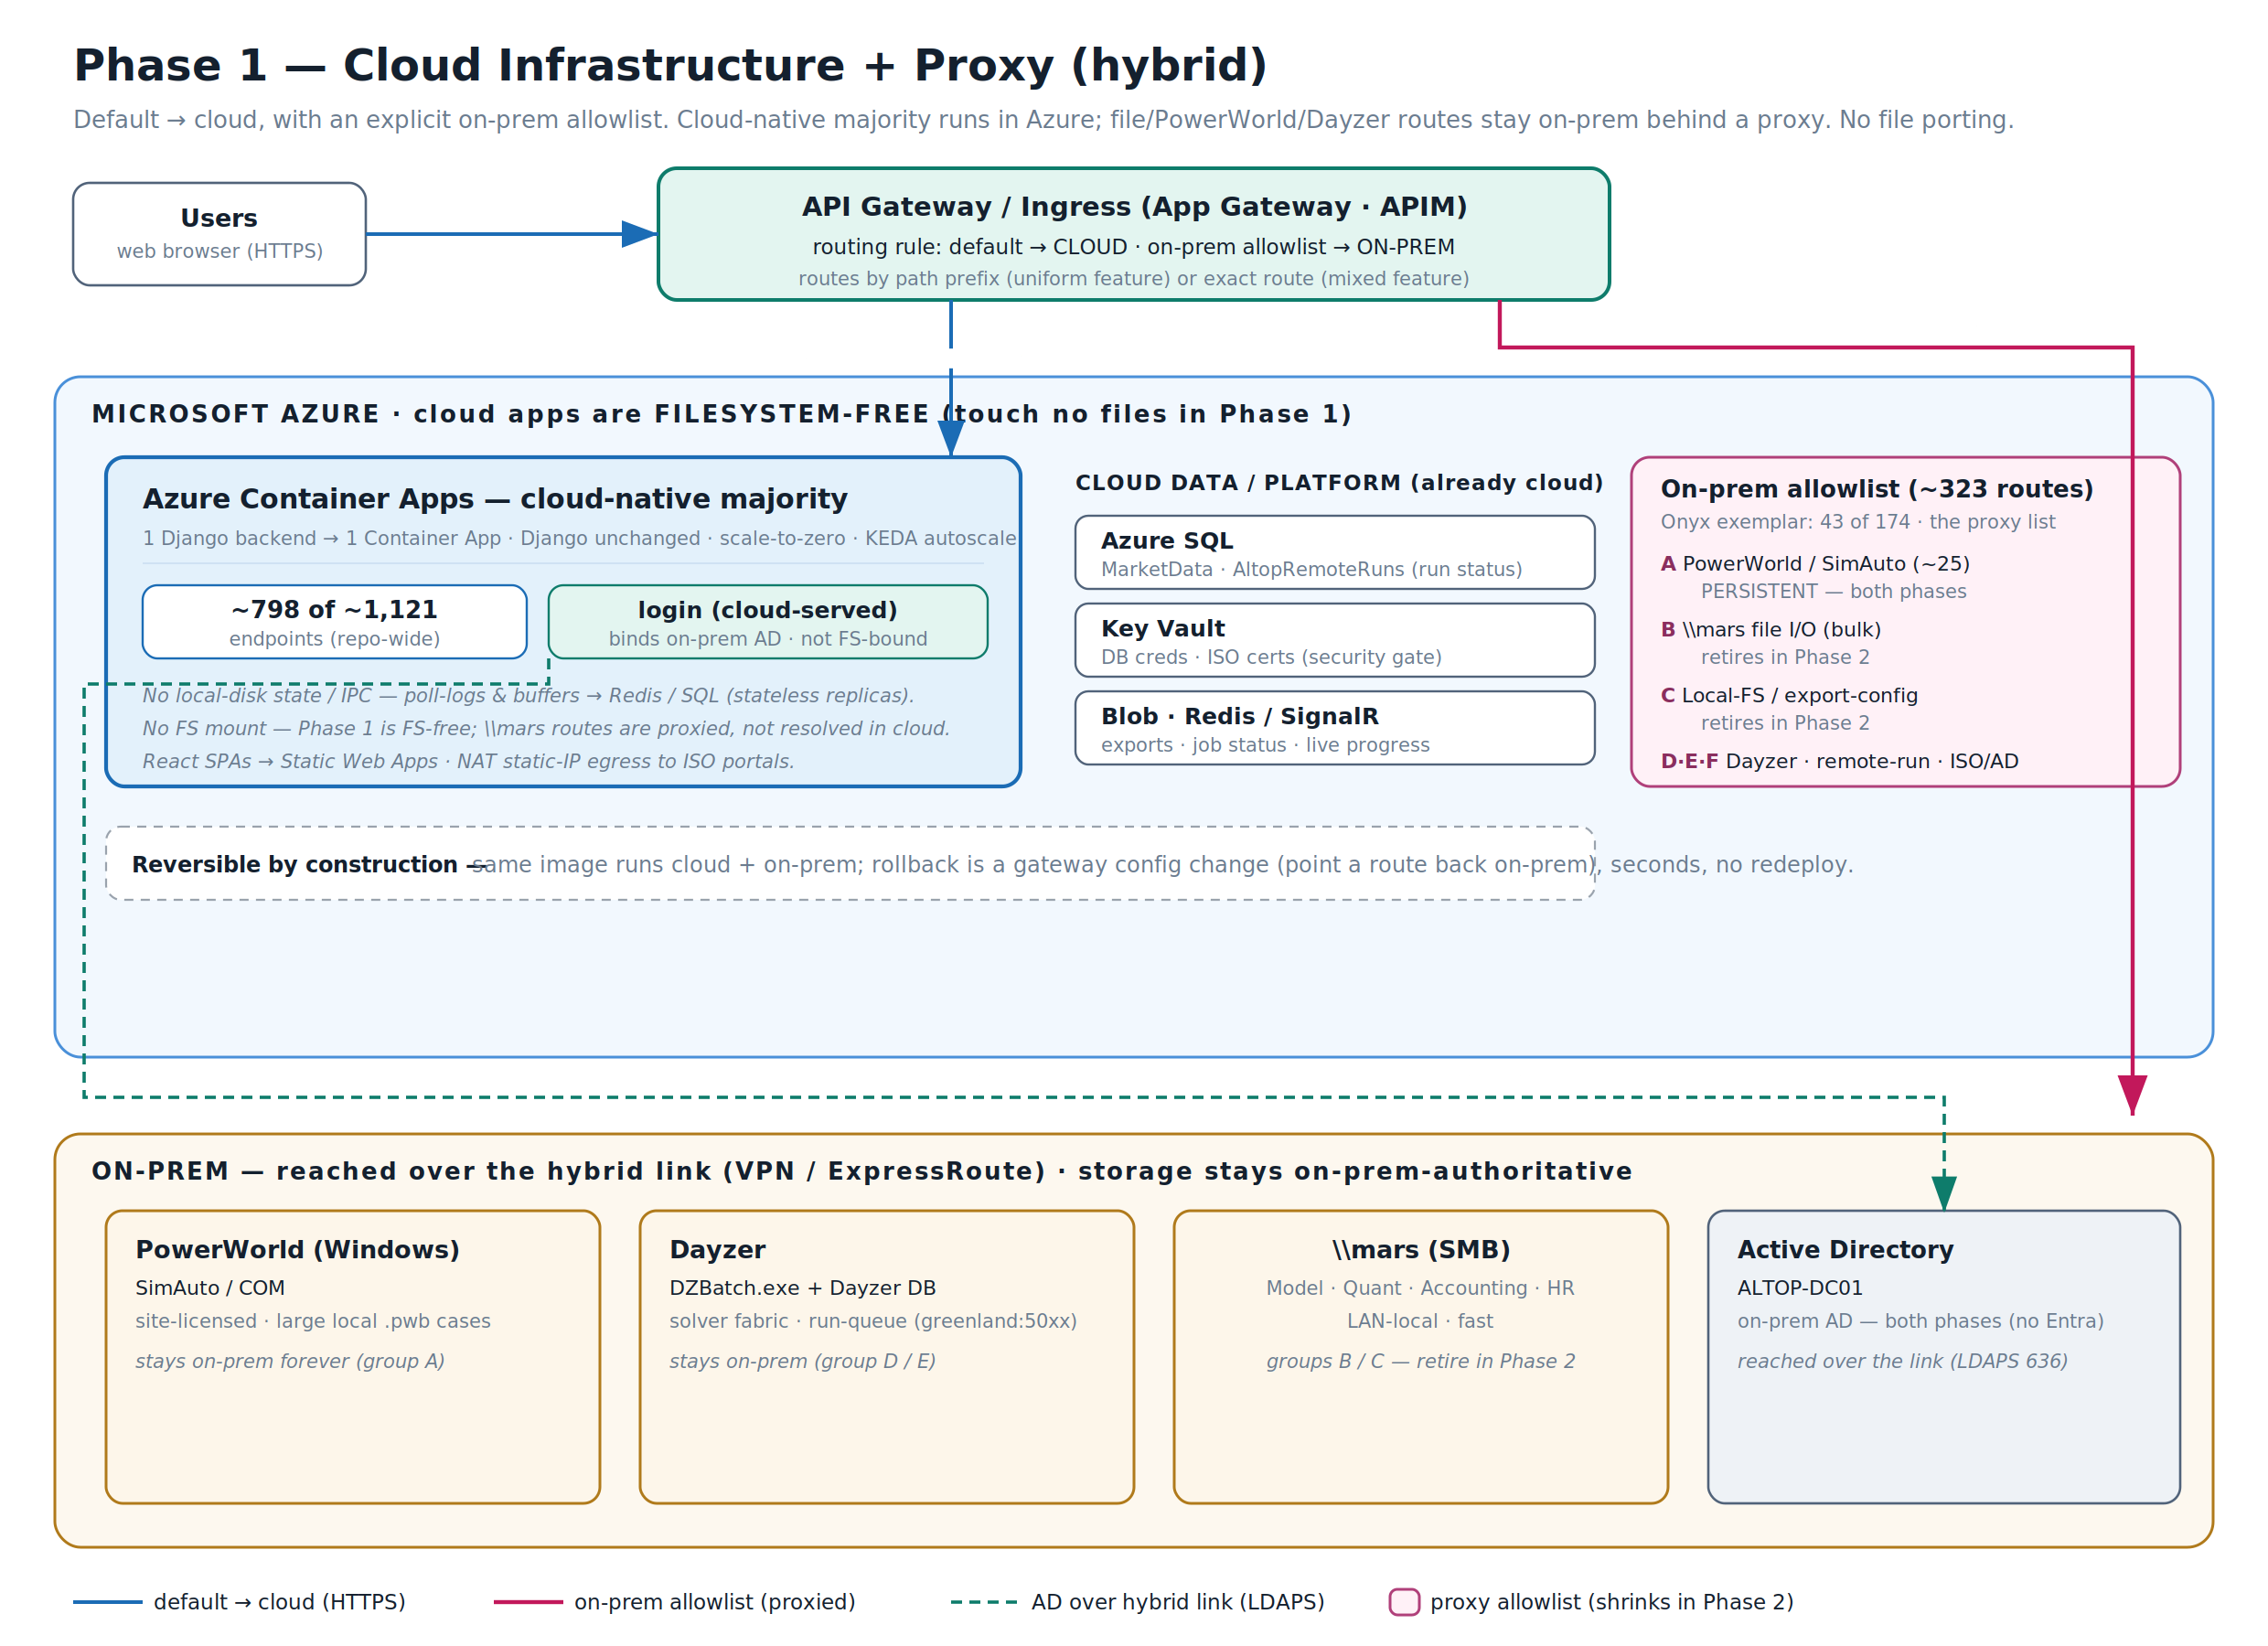 Phase 1 — Cloud Infrastructure + Proxy (hybrid)
Default → cloud, with an explicit on-prem allowlist. Cloud-native majority runs in Azure; file/PowerWorld/Dayzer routes stay on-prem behind a proxy. No file porting.
Users
web browser (HTTPS)
API Gateway / Ingress (App Gateway · APIM)
routing rule: default → CLOUD · on-prem allowlist → ON-PREM
routes by path prefix (uniform feature) or exact route (mixed feature)
MICROSOFT AZURE · cloud apps are FILESYSTEM-FREE (touch no files in Phase 1)
Azure Container Apps — cloud-native majority
1 Django backend → 1 Container App · Django unchanged · scale-to-zero · KEDA autoscale
~798 of ~1,121
endpoints (repo-wide)
login (cloud-served)
binds on-prem AD · not FS-bound
No local-disk state / IPC — poll-logs & buffers → Redis / SQL (stateless replicas).
No FS mount — Phase 1 is FS-free; \\mars routes are proxied, not resolved in cloud.
React SPAs → Static Web Apps · NAT static-IP egress to ISO portals.
CLOUD DATA / PLATFORM (already cloud)
Azure SQL
MarketData · AltopRemoteRuns (run status)
Key Vault
DB creds · ISO certs (security gate)
Blob · Redis / SignalR
exports · job status · live progress
On-prem allowlist (~323 routes)
Onyx exemplar: 43 of 174 · the proxy list
A PowerWorld / SimAuto (~25)
PERSISTENT — both phases
B \\mars file I/O (bulk)
retires in Phase 2
C Local-FS / export-config
retires in Phase 2
D·E·F Dayzer · remote-run · ISO/AD
Reversible by construction — same image runs cloud + on-prem; rollback is a gateway config change (point a route back on-prem), seconds, no redeploy.
ON-PREM — reached over the hybrid link (VPN / ExpressRoute) · storage stays on-prem-authoritative
PowerWorld (Windows)
SimAuto / COM
site-licensed · large local .pwb cases
stays on-prem forever (group A)
Dayzer
DZBatch.exe + Dayzer DB
solver fabric · run-queue (greenland:50xx)
stays on-prem (group D / E)
\\mars (SMB)
Model · Quant · Accounting · HR
LAN-local · fast
groups B / C — retire in Phase 2
Active Directory
ALTOP-DC01
on-prem AD — both phases (no Entra)
reached over the link (LDAPS 636)
default → cloud (HTTPS)
on-prem allowlist (proxied)
AD over hybrid link (LDAPS)
proxy allowlist (shrinks in Phase 2)